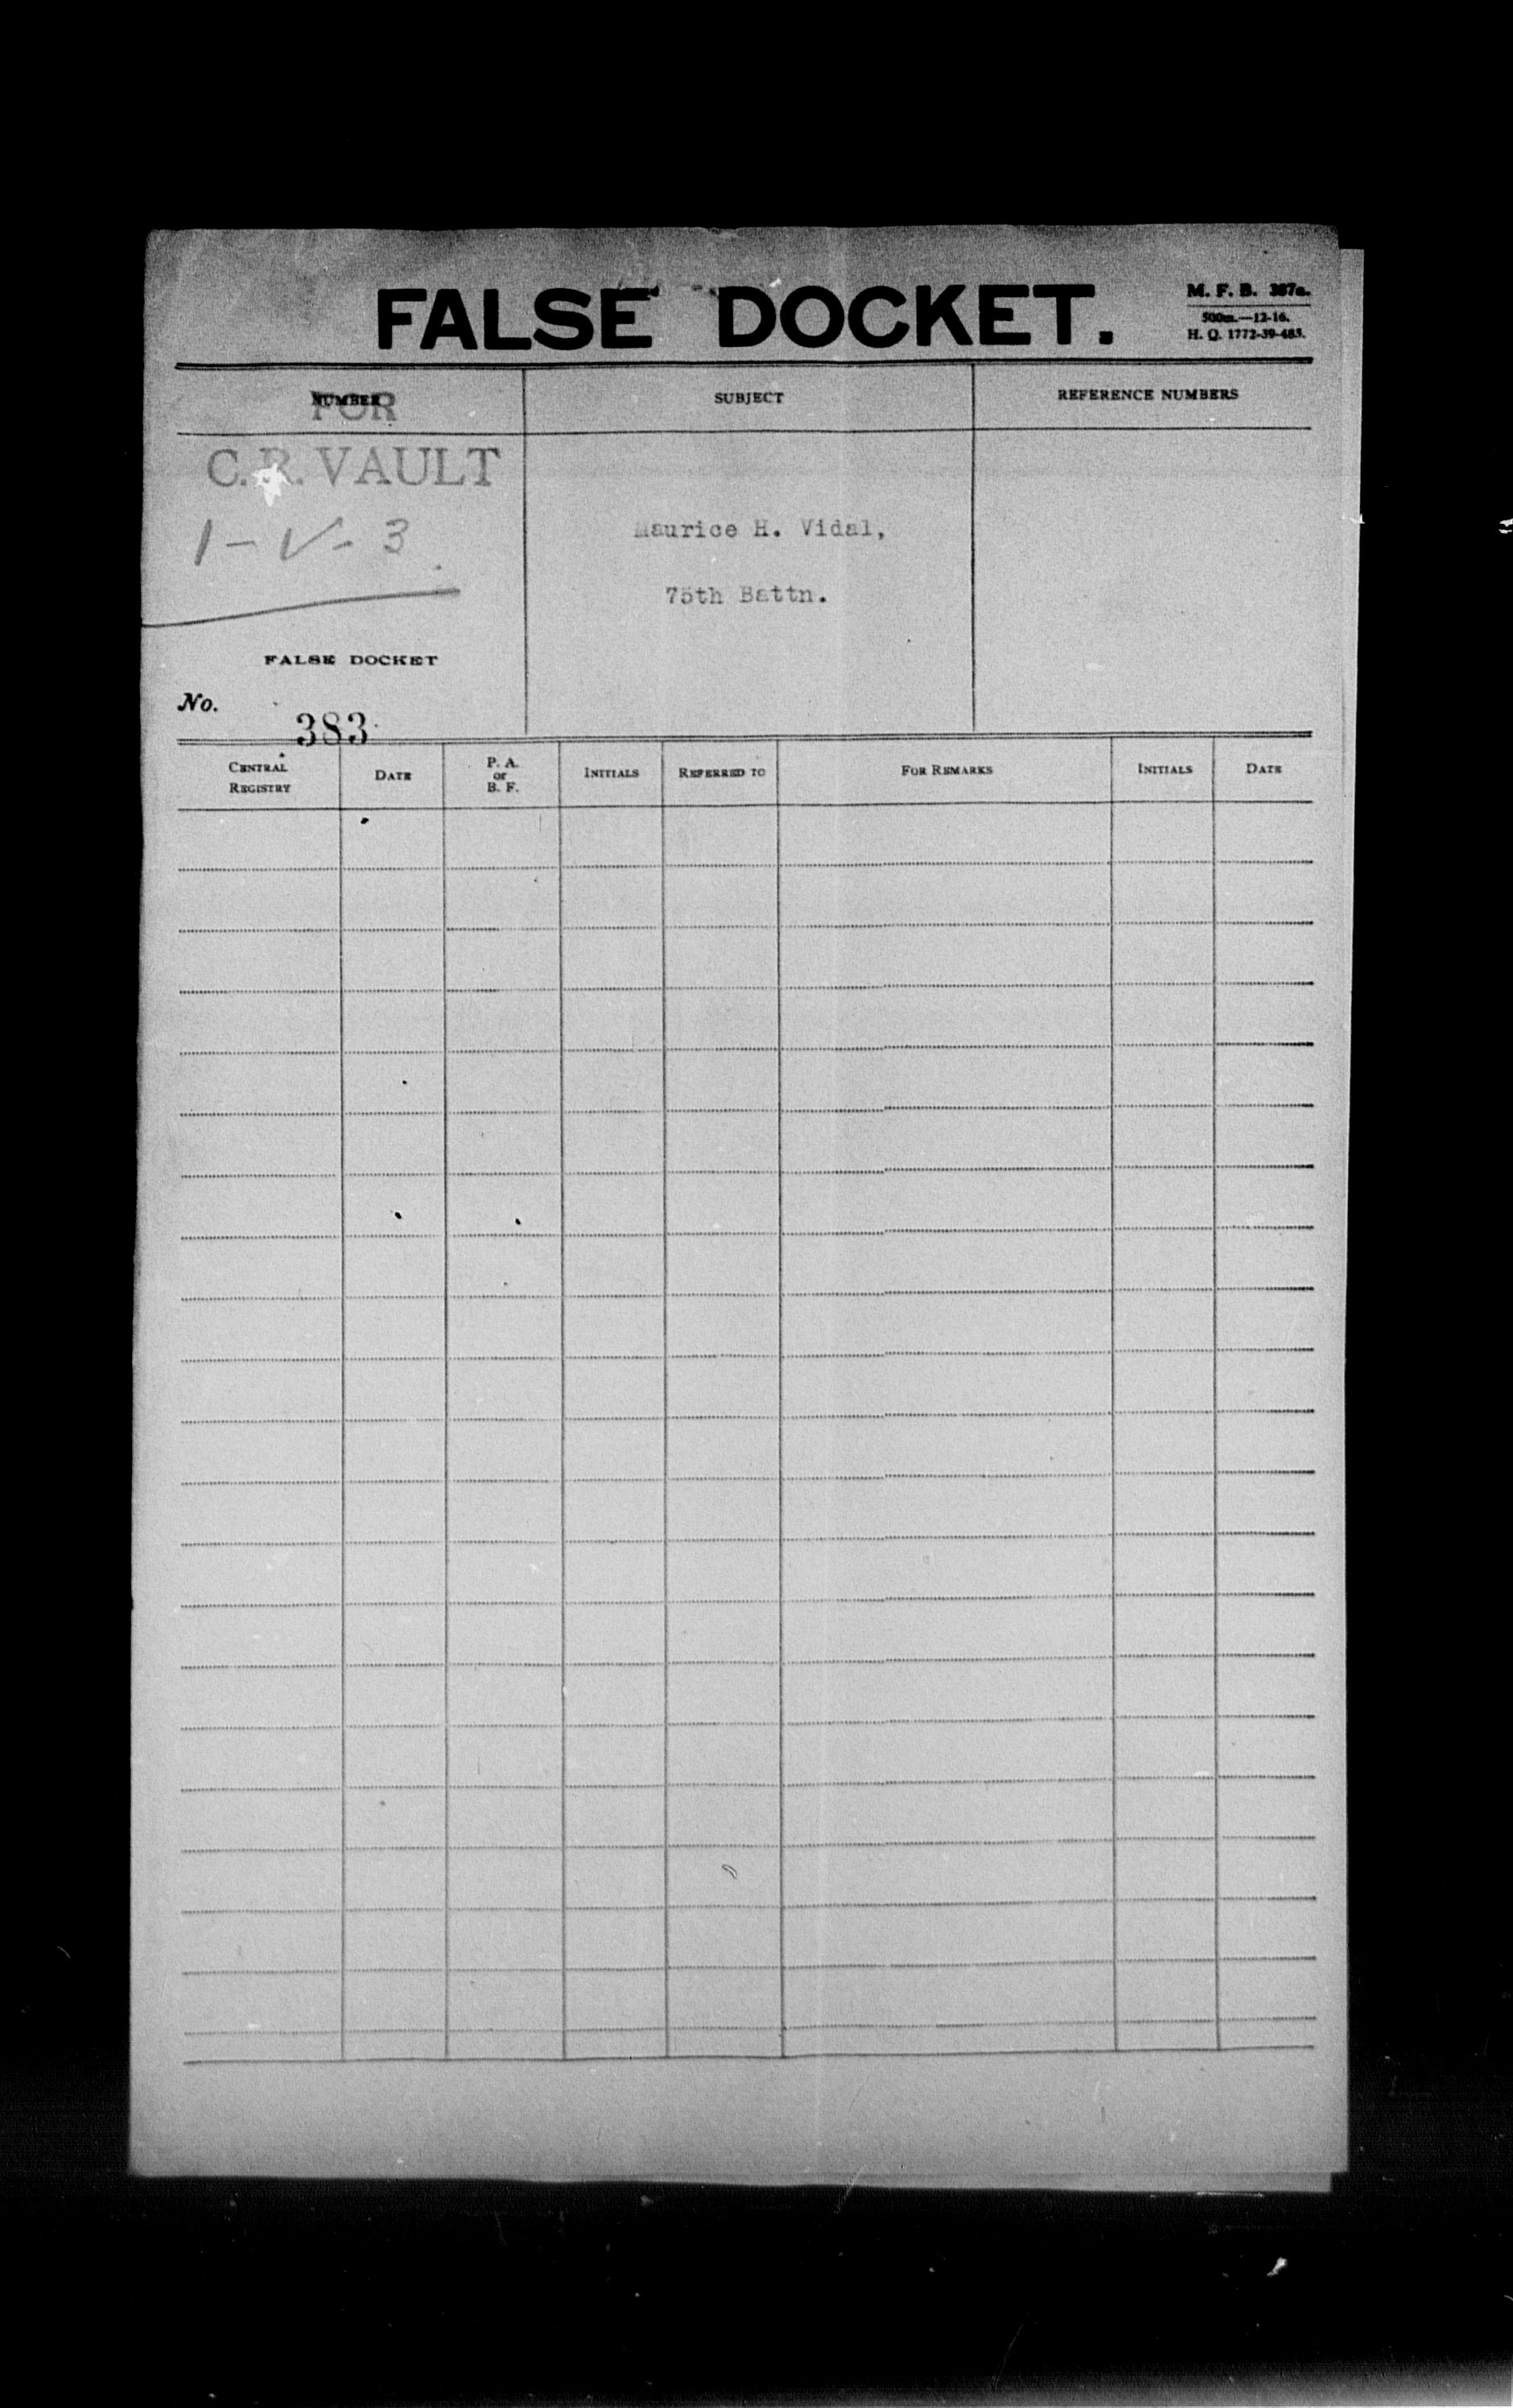 FALSE DOCKET.
M. F. B. 387a.
500m.—12-16.
H. Q. 1772-39-483.
NUMBER
SUBJECT
REFERENCE NUMBERS
FOR
C.R. VAULT
1-V-3
Maurice H. Vidal,
75th Battn.
FALSE DOCKET
No.
383
CENTRAL REGISTRY
DATE
P. A.
or
B. F.
INITIALS
REFERRED TO
FOR REMARKS
INITIALS
DATE